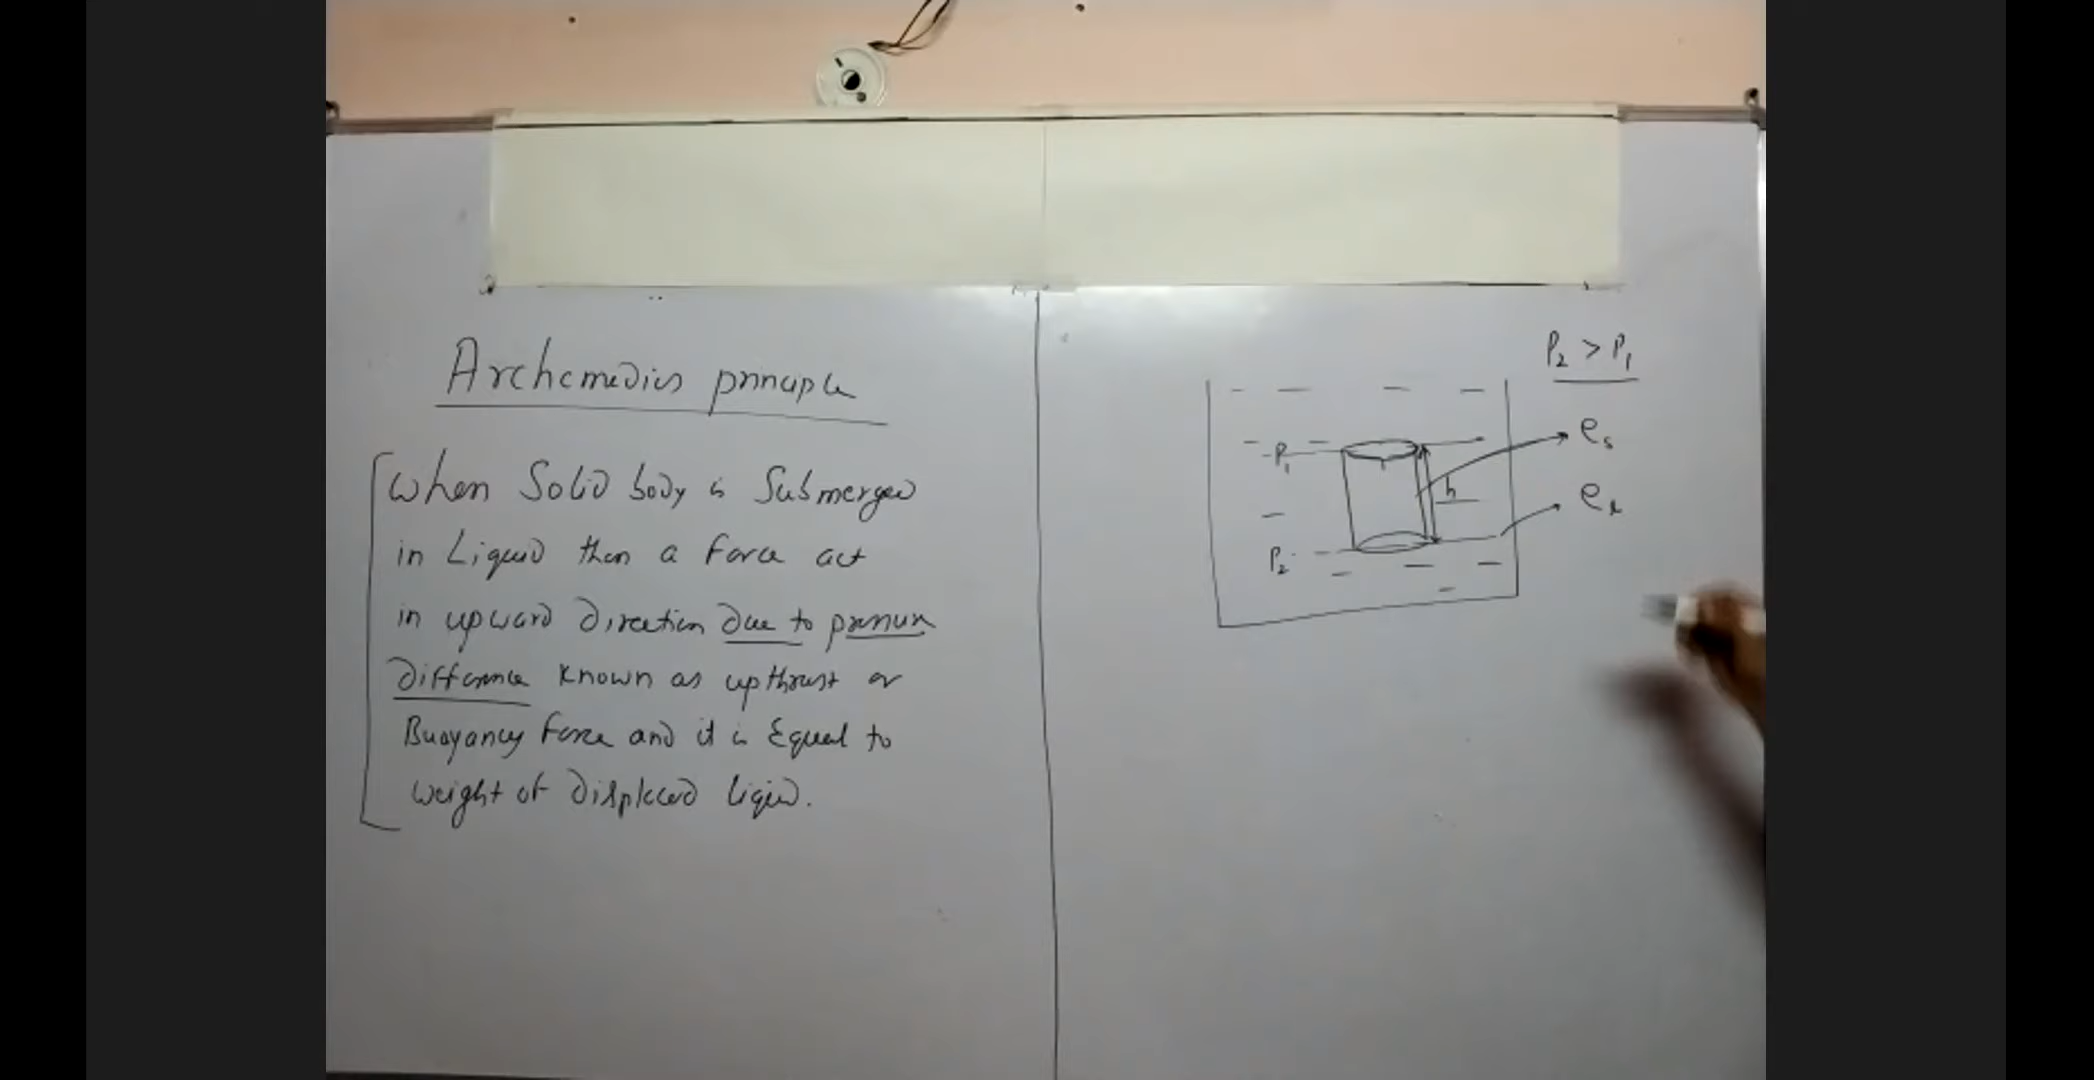 Archemedies principle
When Solid body is Submerged
in Liquid then a Force act
in upward Direction Due to pressure
Difference known as upthrust or
Buoyancy Force and it is Equal to
weight of Displaced liquid.
P₂ > P₁
P₁
h
ρₛ
ρₗ
P₂